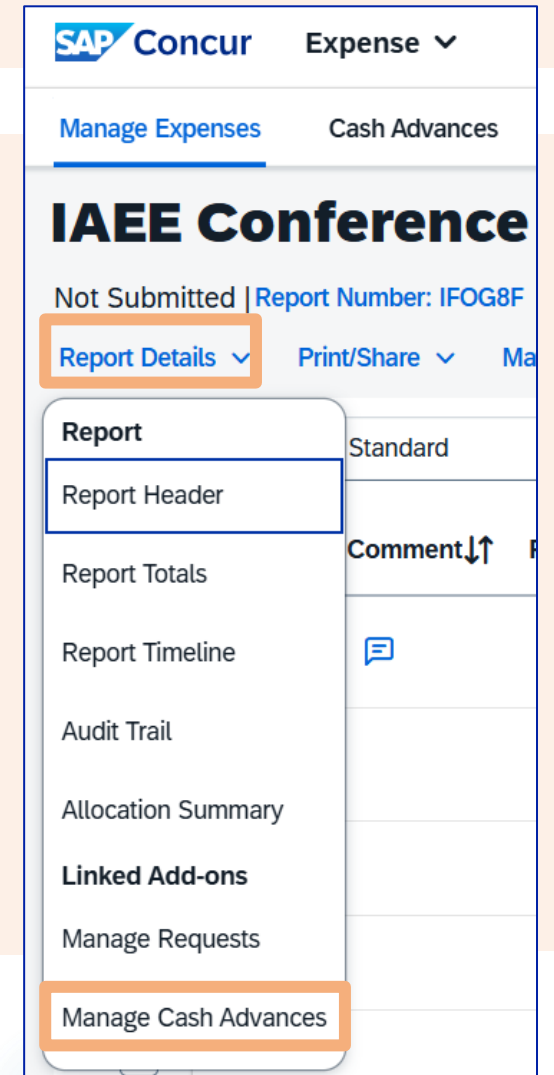 SAP Concur Expense
Manage Expenses Cash Advances
IAEE Conference
Not Submitted | Report Number: IFOG8F
Report Details Print/Share
Report
Standard
Report Header
Comment
Report Totals
Report Timeline
Audit Trail
Allocation Summary
Linked Add-ons
Manage Requests
Manage Cash Advances